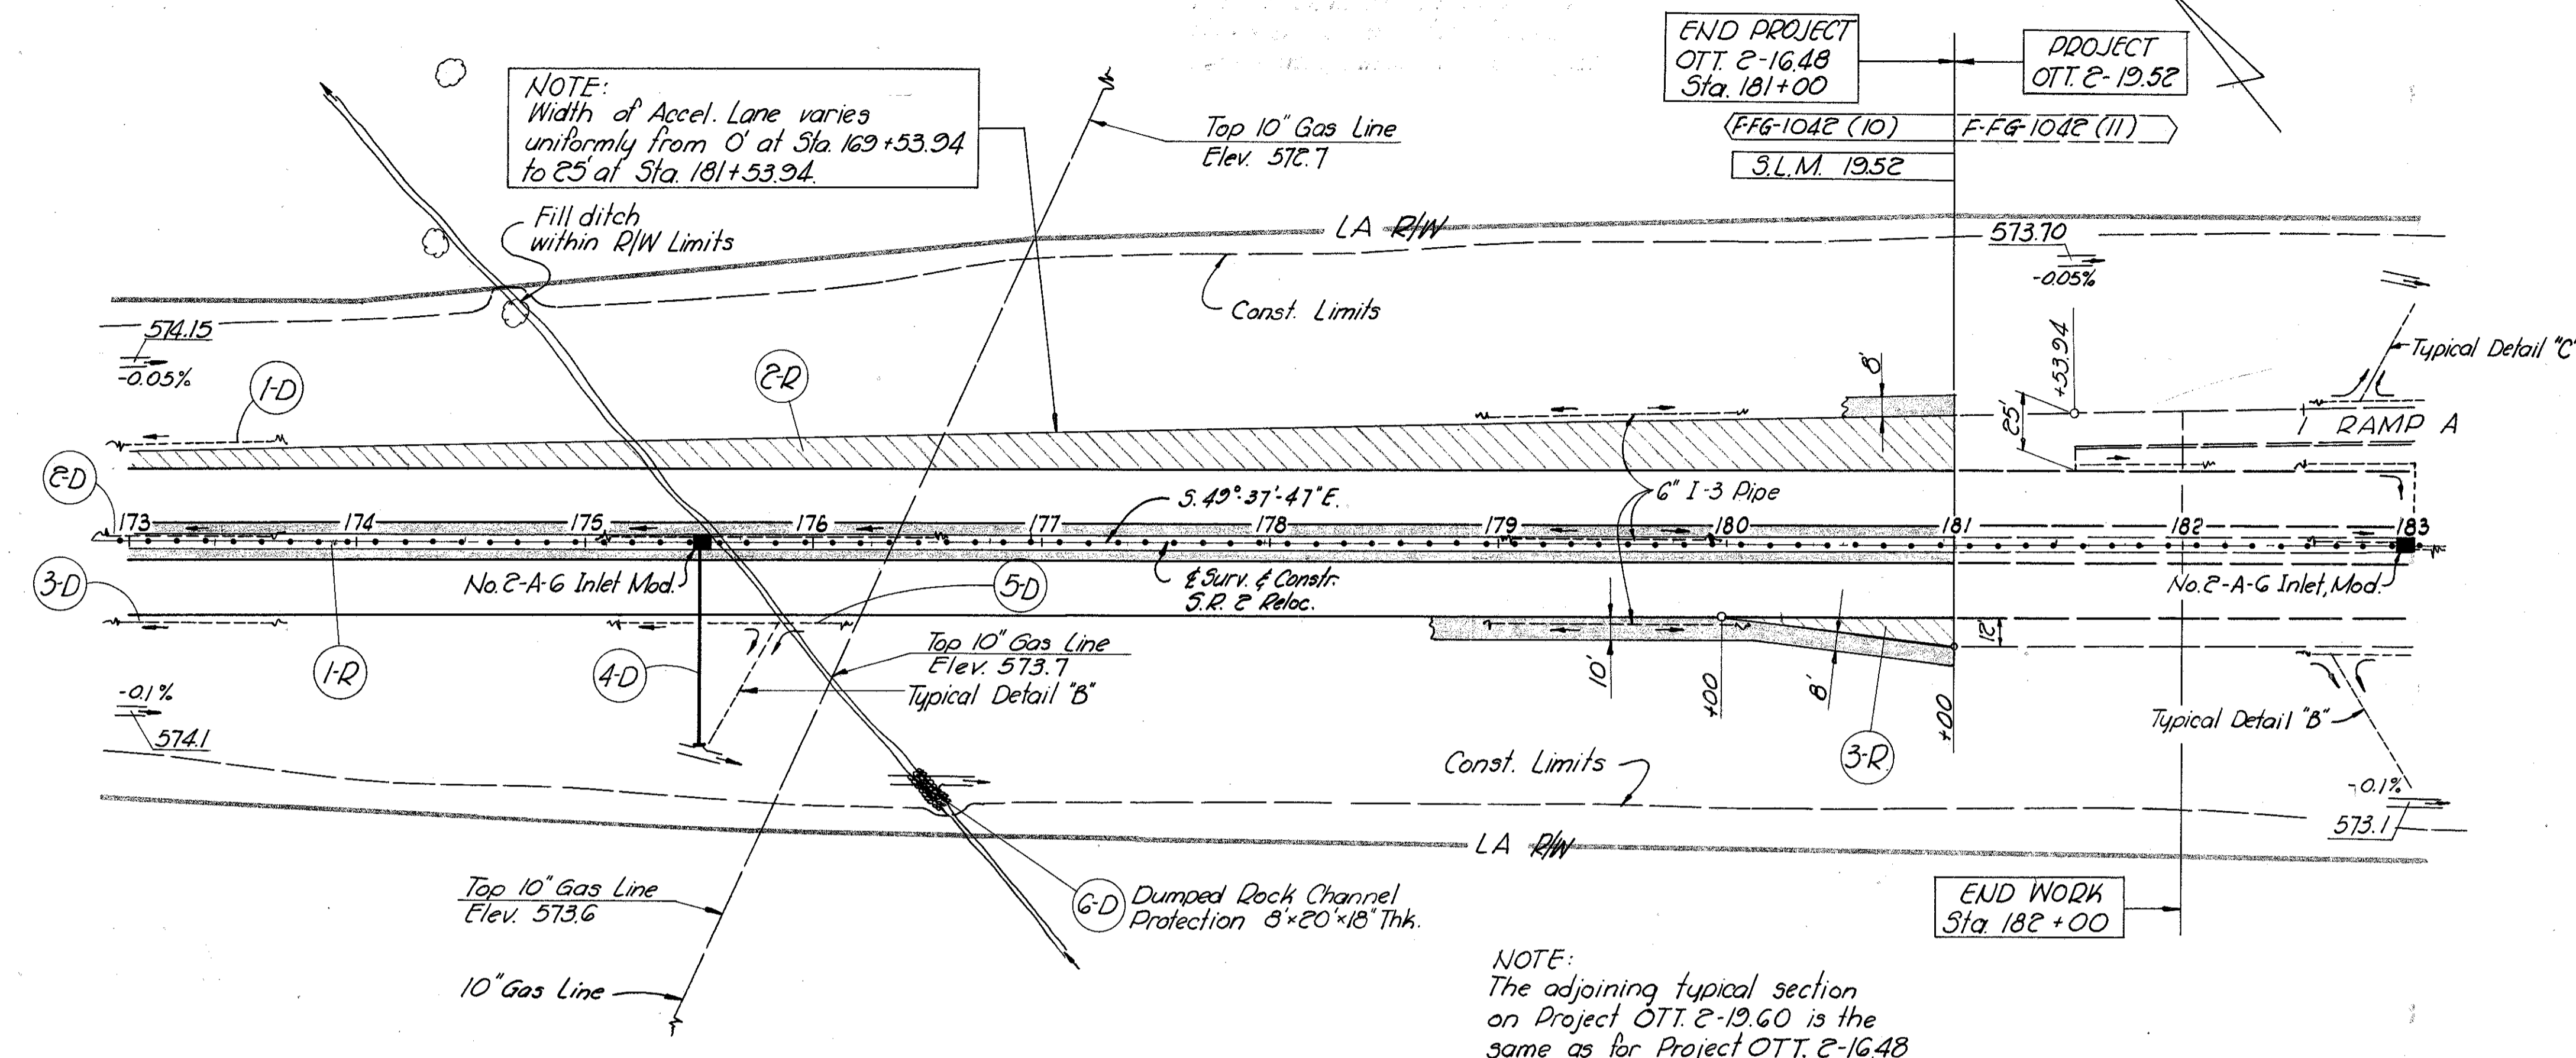 END PROJECT
OTT. 2-16.48
Sta. 181+00
PROJECT
OTT. 2-19.52
F-FG-1042 (10)
F-FG-1042 (11)
S.L.M. 19.52
NOTE:
Width of Accel. Lane varies
uniformly from 0' at Sta. 169+53.94
to 25' at Sta. 181+53.94.
Top 10" Gas Line
Elev. 572.7
Fill ditch
within R/W Limits
LA R/W
573.70
-0.05%
Const. Limits
574.15
-0.05%
1-D
2-R
8'
+53.94
25'
Typical Detail "C"
RAMP A
2-D
6" I-3 Pipe
S. 49°-37'-47" E.
173
174
175
176
177
178
179
180
181
182
183
3-D
No. 2-A-6 Inlet Mod.
5-D
℄ Surv. & Constr.
S.R. 2 Reloc.
No. 2-A-6 Inlet, Mod.
1-R
4-D
Top 10" Gas Line
Elev. 573.7
Typical Detail "B"
10'
+00
8'
12'
+00
3-R
Typical Detail "B"
-0.1%
574.1
Const. Limits
-0.1%
573.1
LA R/W
Top 10" Gas Line
Elev. 573.6
6-D
Dumped Rock Channel
Protection 8'×20'×18" Thk.
END WORK
Sta. 182+00
10" Gas Line
NOTE:
The adjoining typical section
on Project OTT. 2-19.60 is the
same as for Project OTT. 2-16.48